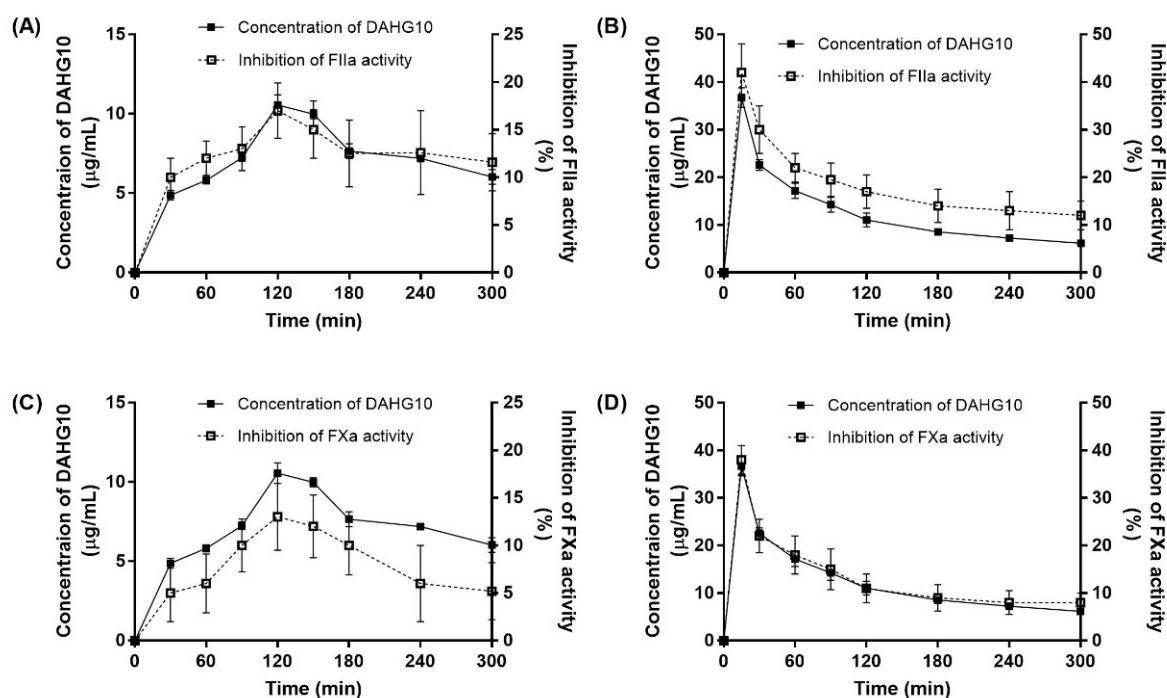 (A)
Concentraion of DAHG10
(μg/mL)
15
10
5
0
Concentration of DAHG10
Inhibition of FIIa activity
25
20
15
10
5
0
Inhibition of FIIa activity
(%)
0 60 120 180 240 300
Time (min)
(B)
Concentraion of DAHG10
(μg/mL)
50
40
30
20
10
0
Concentration of DAHG10
Inhibition of FIIa activity
50
40
30
20
10
0
Inhibition of FIIa activity
(%)
0 60 120 180 240 300
Time (min)
(C)
Concentraion of DAHG10
(μg/mL)
15
10
5
0
Concentration of DAHG10
Inhibition of FXa activity
25
20
15
10
5
0
Inhibition of FXa activity
(%)
0 60 120 180 240 300
Time (min)
(D)
Concentraion of DAHG10
(μg/mL)
50
40
30
20
10
0
Concentration of DAHG10
Inhibition of FXa activity
50
40
30
20
10
0
Inhibition of FXa activity
(%)
0 60 120 180 240 300
Time (min)